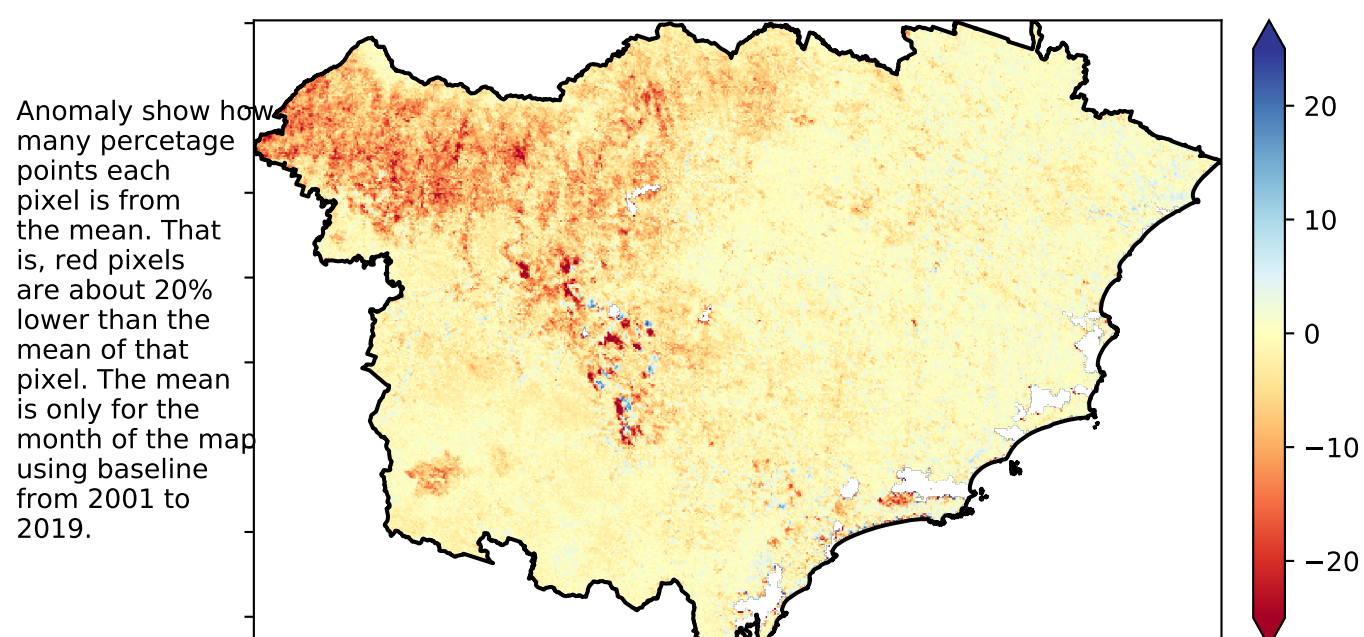 Anomaly show how
many percetage
points each
pixel is from
the mean. That
is, red pixels
are about 20%
lower than the
mean of that
pixel. The mean
is only for the
month of the map
using baseline
from 2001 to
2019.
20
10
0
−10
−20